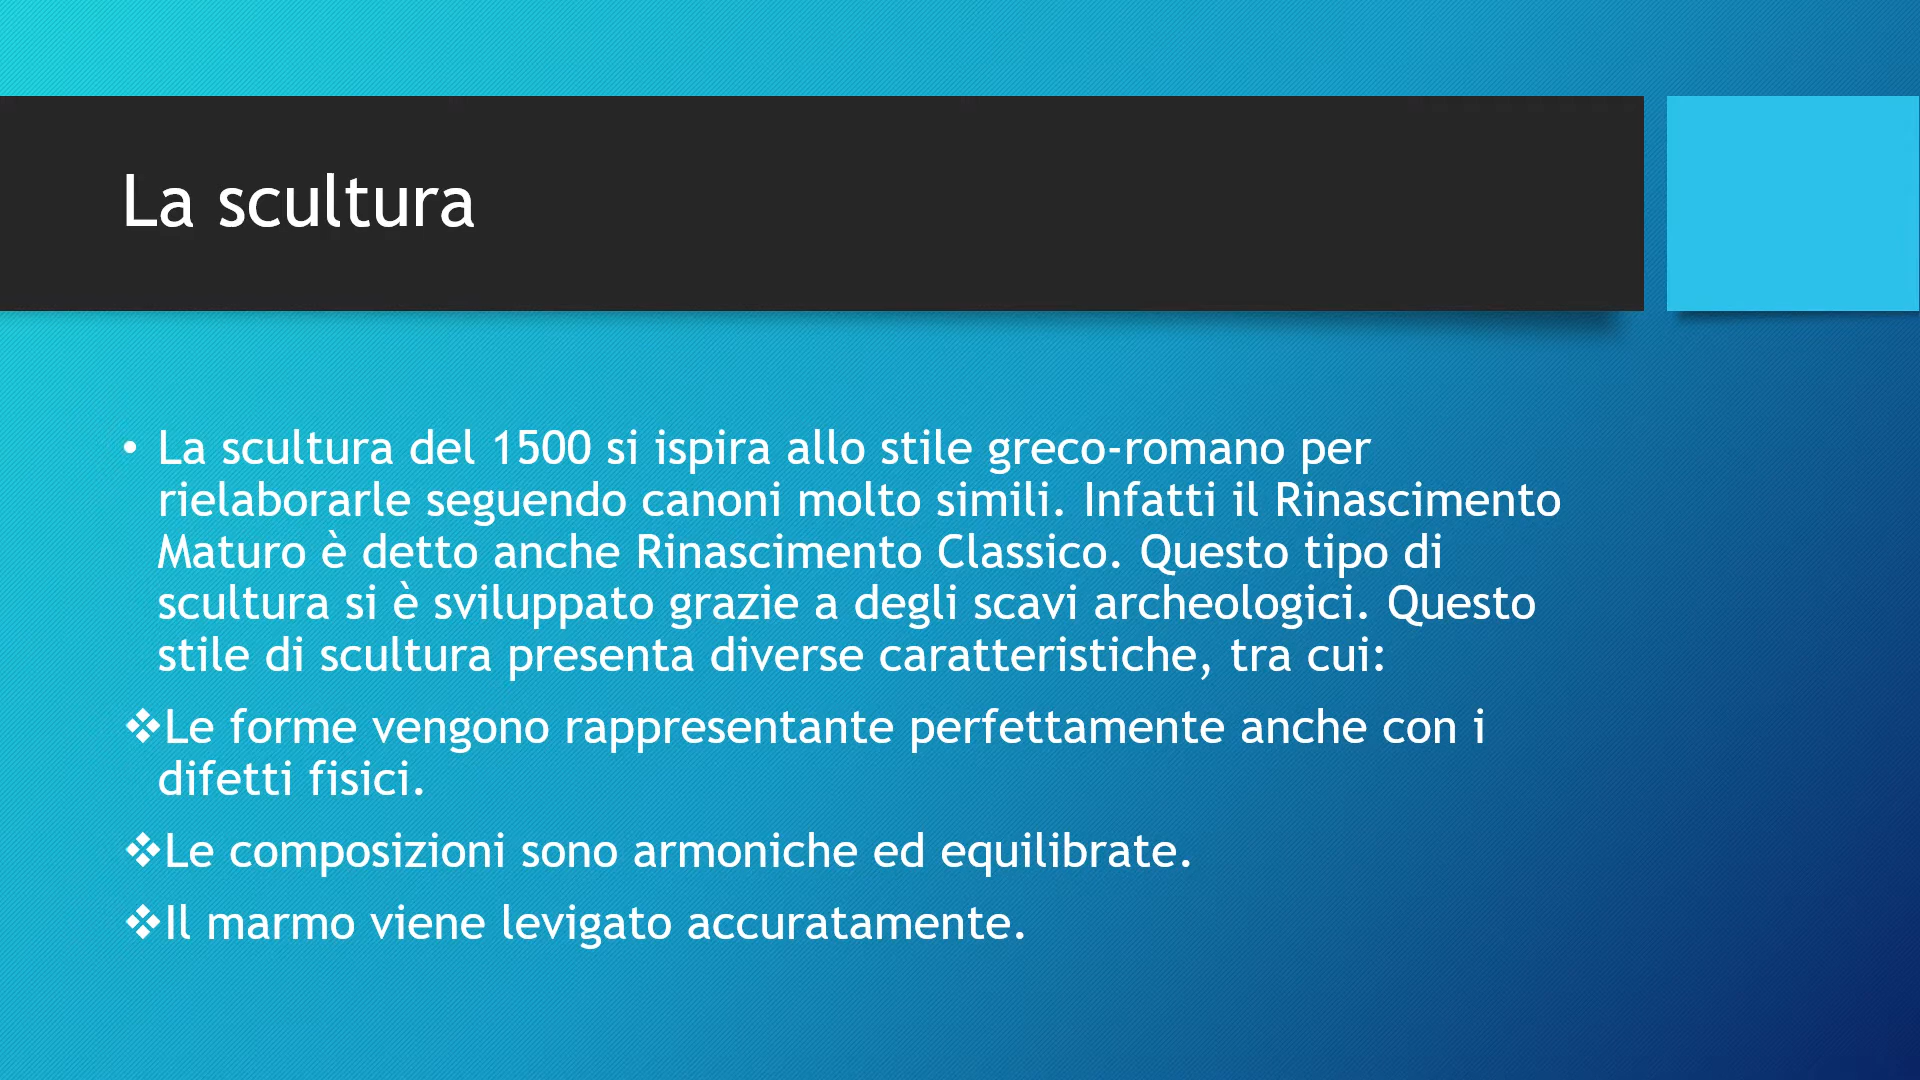 La scultura
• La scultura del 1500 si ispira allo stile greco-romano per
rielaborarle seguendo canoni molto simili. Infatti il Rinascimento
Maturo è detto anche Rinascimento Classico. Questo tipo di
scultura si è sviluppato grazie a degli scavi archeologici. Questo
stile di scultura presenta diverse caratteristiche, tra cui:
❖Le forme vengono rappresentante perfettamente anche con i
difetti fisici.
❖Le composizioni sono armoniche ed equilibrate.
❖Il marmo viene levigato accuratamente.